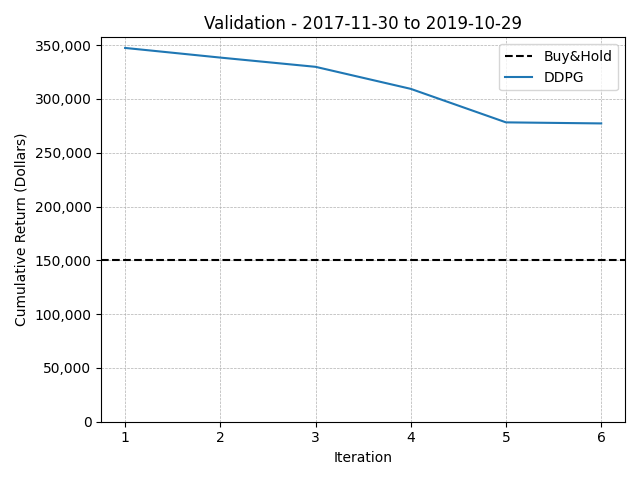 Validation - 2017-11-30 to 2019-10-29
Cumulative Return (Dollars)
350,000
300,000
250,000
200,000
150,000
100,000
50,000
0
Buy&Hold
DDPG
1 2 3 4 5 6
Iteration